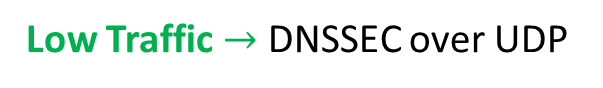 Low Traffic → DNSSEC over UDP